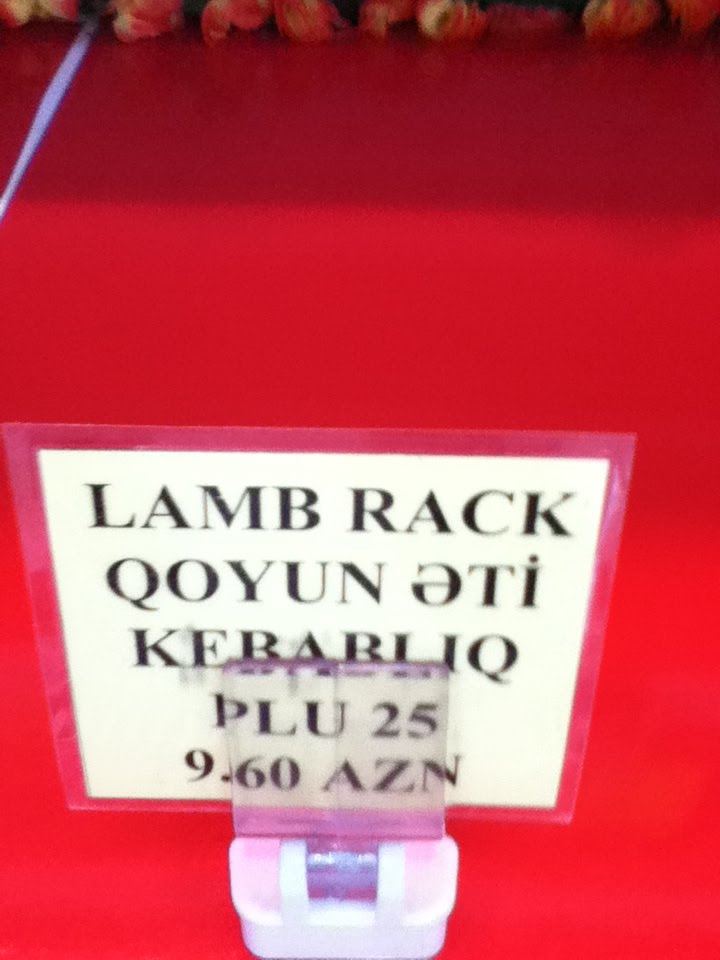 LAMB RACK
QOYUN ƏTİ
KEBABLIQ
PLU 25
9.60 AZN